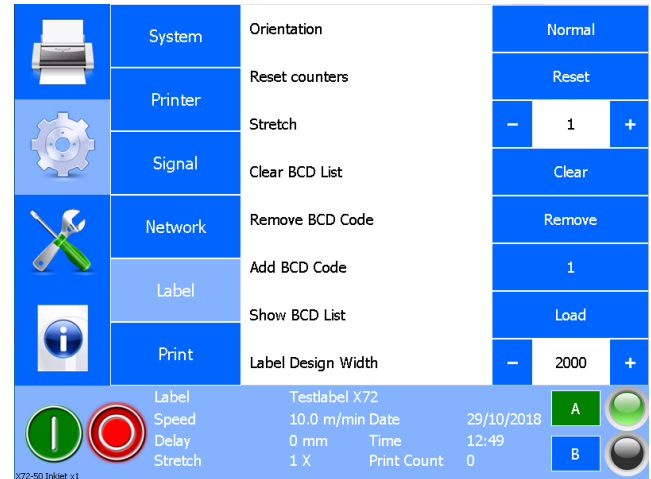 System
Printer
Signal
Network
Label
Print
Orientation Normal
Reset counters Reset
Stretch − 1 +
Clear BCD List Clear
Remove BCD Code Remove
Add BCD Code 1
Show BCD List Load
Label Design Width − 2000 +
Label Testlabel X72
Speed 10.0 m/min Date 29/10/2018
Delay 0 mm Time 12:49
Stretch 1 X Print Count 0
A
B
X72-50 Inkjet x1